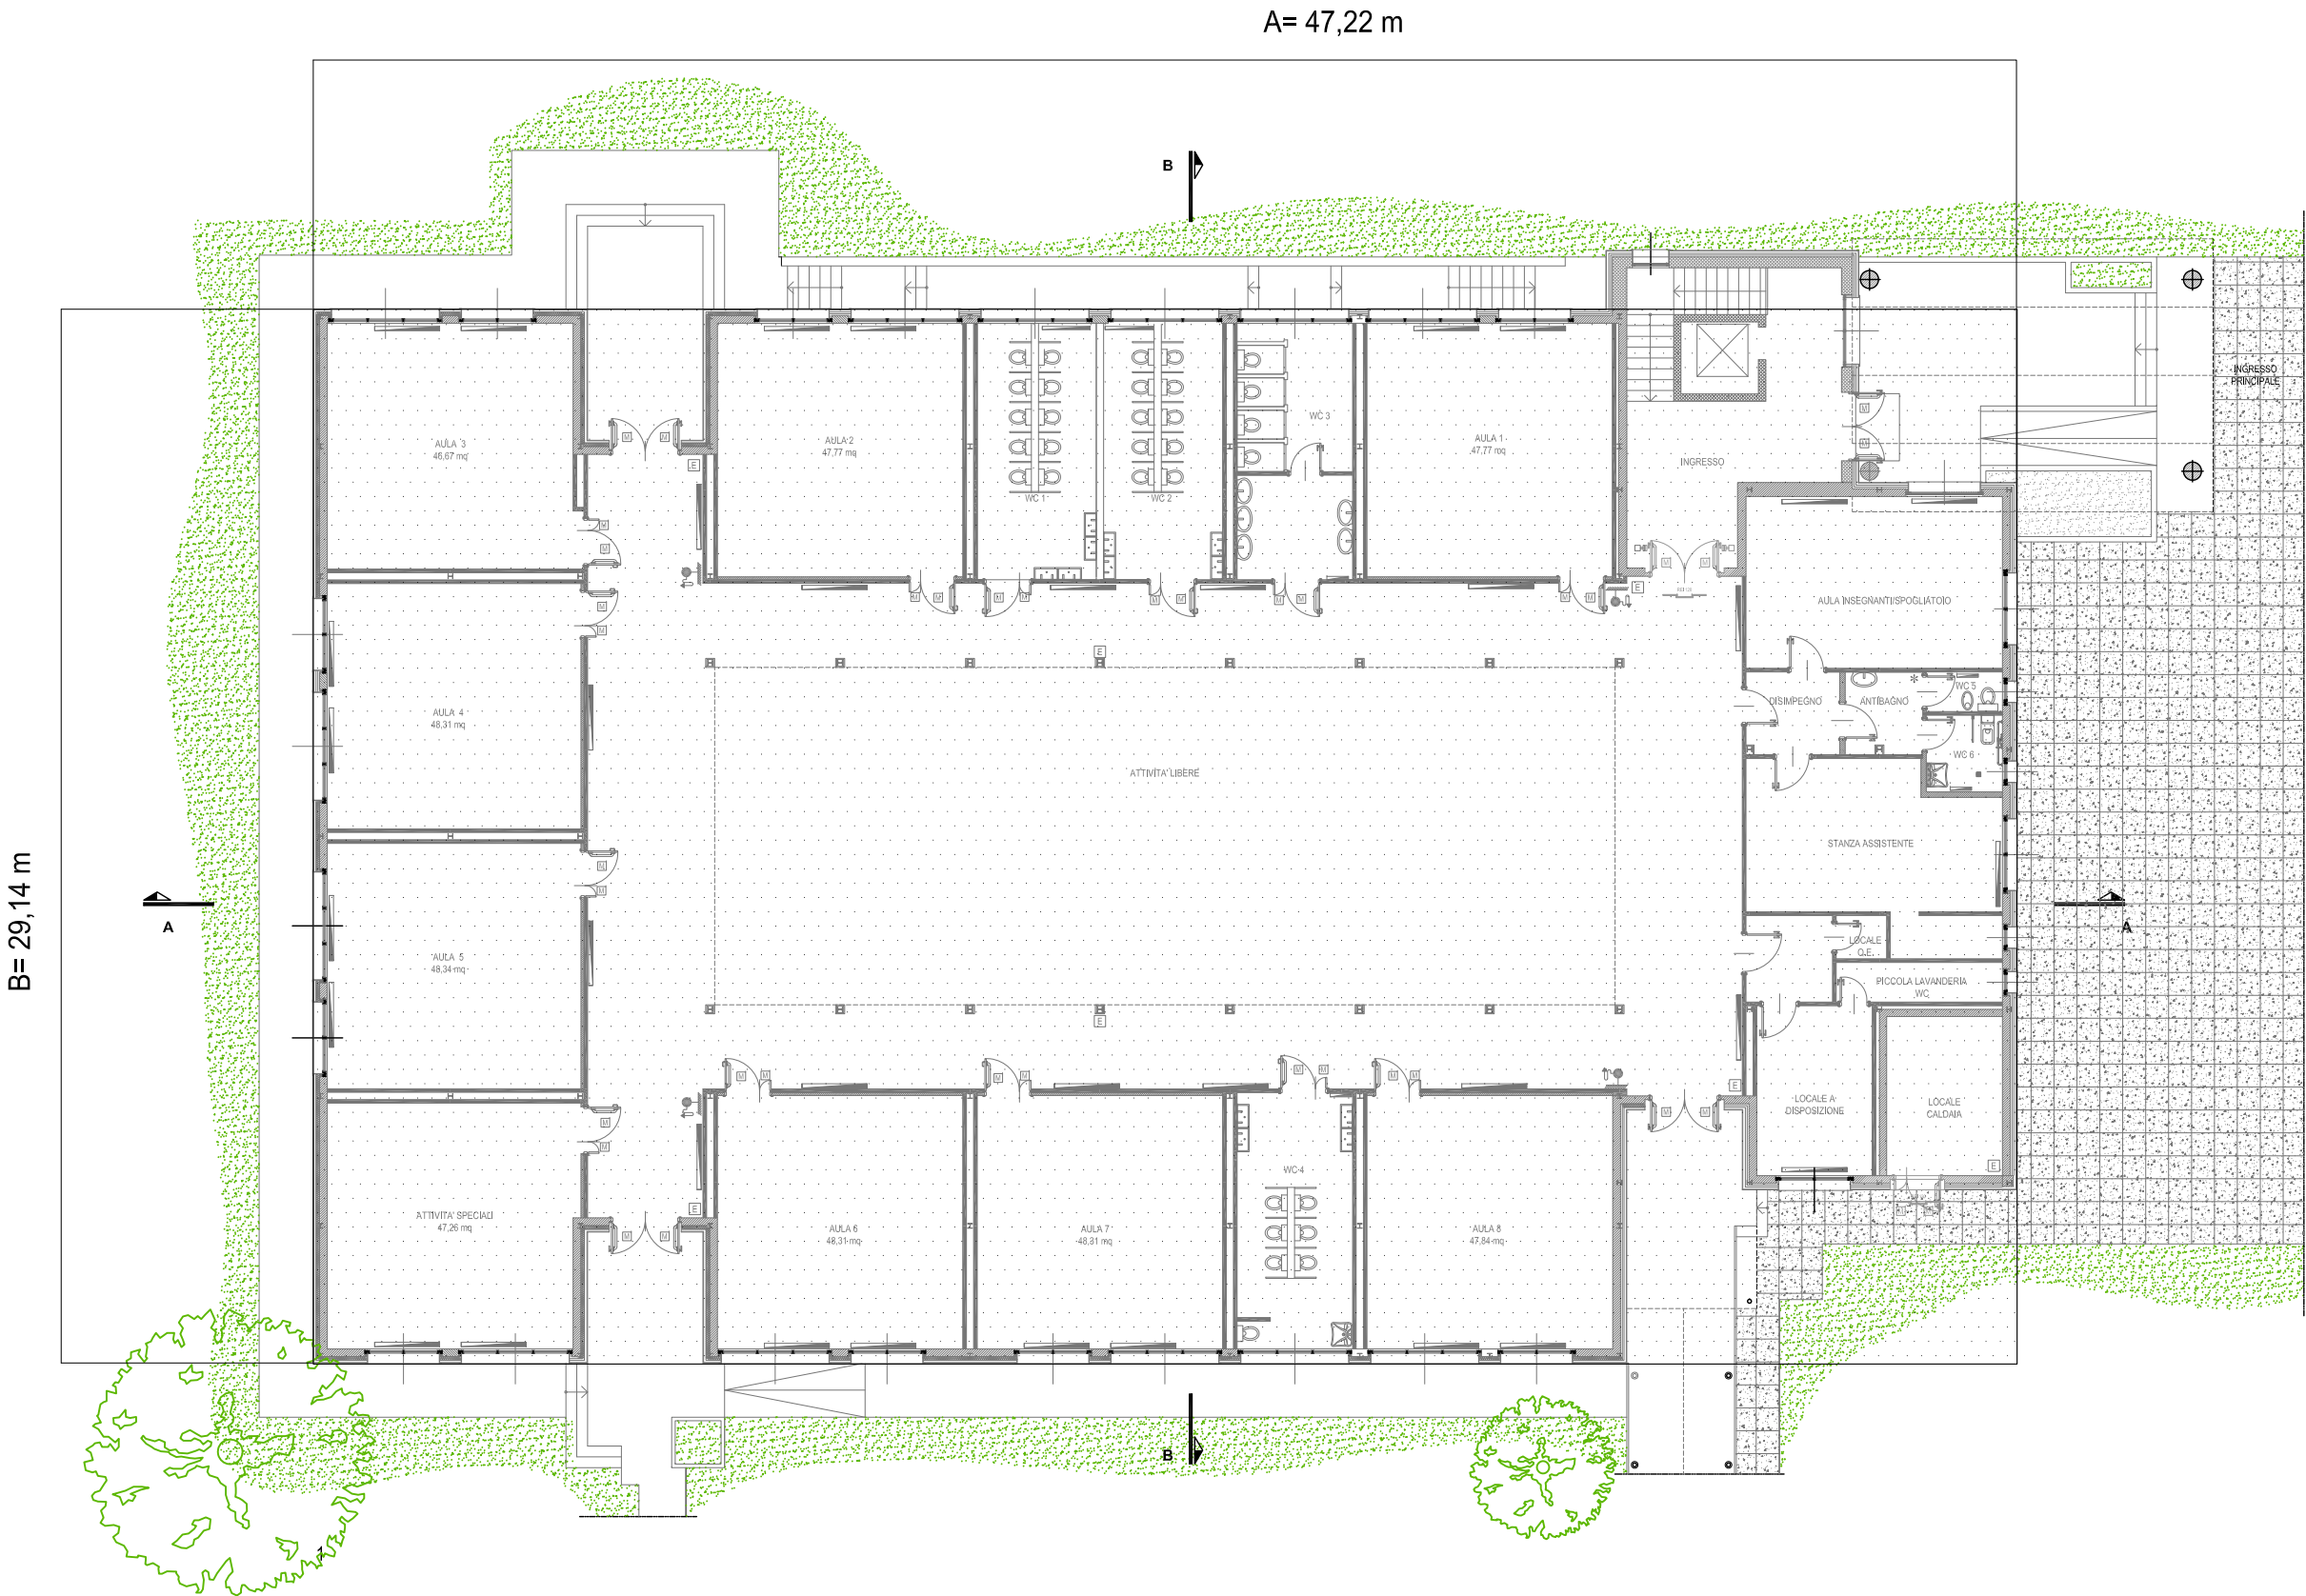 A= 47,22 m
B
INGRESSO
PRINCIPALE
AULA 3
46,67 mq
AULA 2
47,77 mq
WC 1
WC 2
WC 3
AULA 1
47,77 mq
INGRESSO
AULA INSEGNANTI/SPOGLIATOIO
DISIMPEGNO
ANTIBAGNO
*
WC 5
WC 6
AULA 4
48,31 mq
ATTIVITA' LIBERE
STANZA ASSISTENTE
B= 29,14 m
A
A
AULA 5
48,34 mq
LOCALE
Q.E.
PICCOLA LAVANDERIA
WC
LOCALE A
DISPOSIZIONE
LOCALE
CALDAIA
ATTIVITA' SPECIALI
47,26 mq
AULA 6
48,31 mq
AULA 7
48,31 mq
WC 4
AULA 8
47,84 mq
B
1